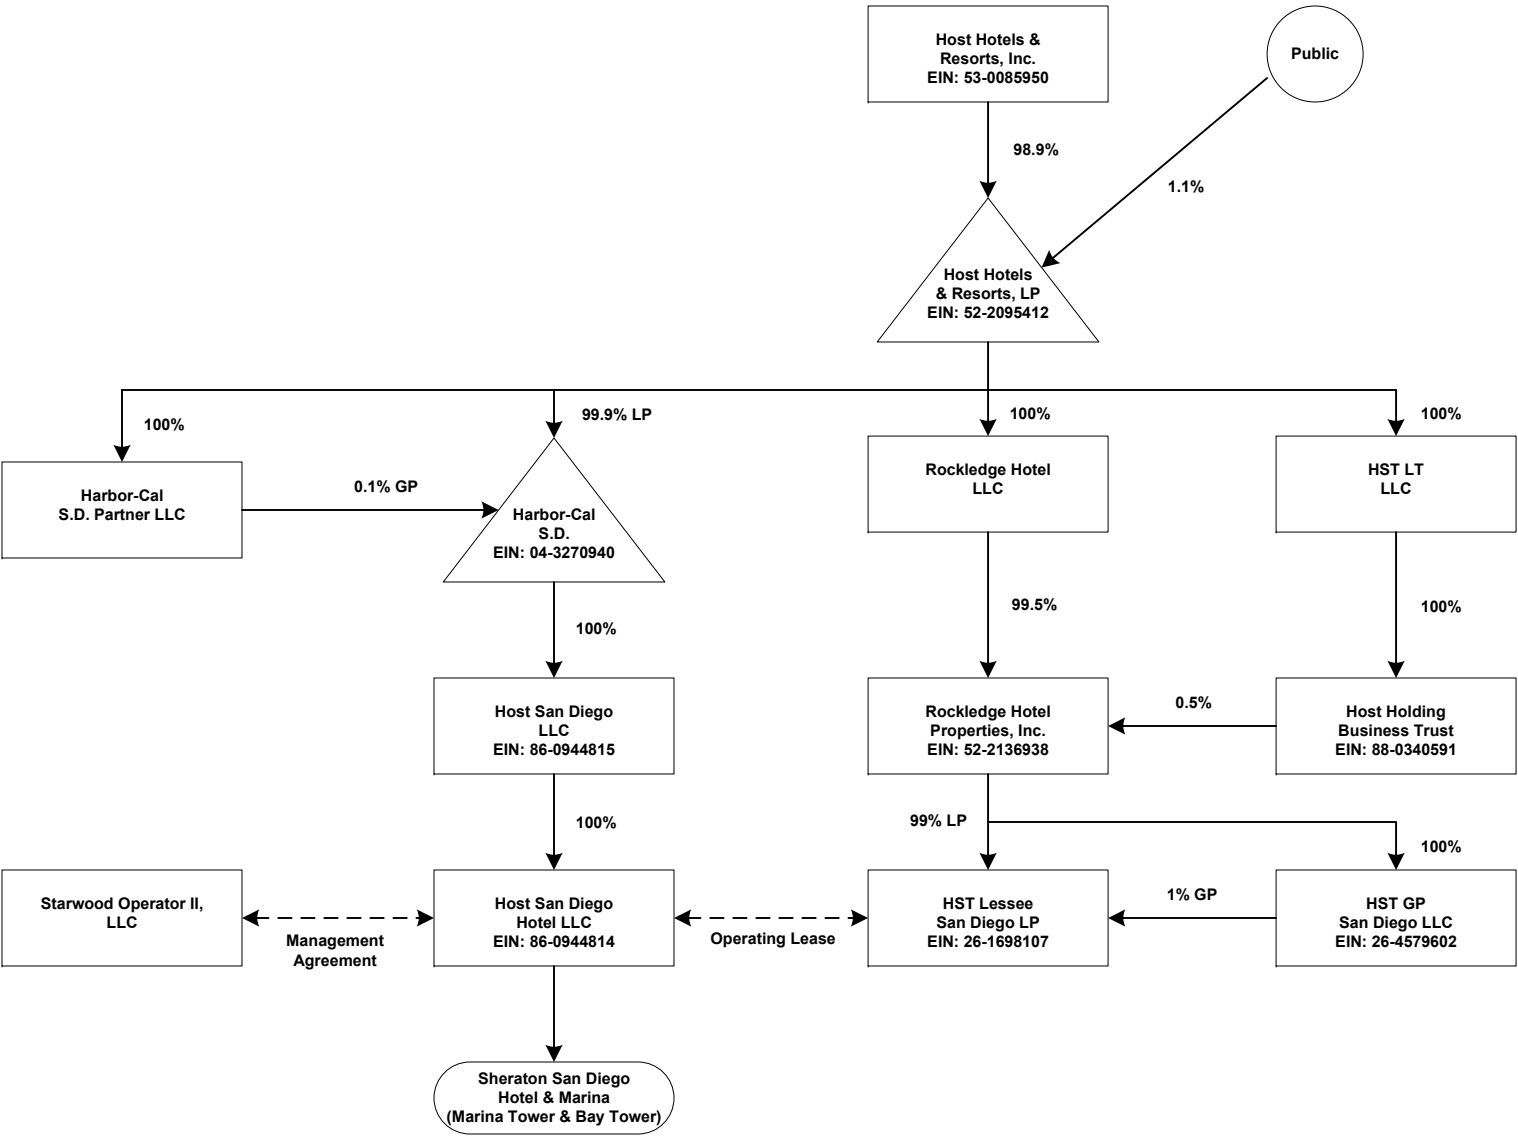 Host Hotels &
Resorts, Inc.
EIN: 53-0085950
Public
98.9%
1.1%
Host Hotels
& Resorts, LP
EIN: 52-2095412
100%
99.9% LP
100%
100%
Harbor-Cal
S.D. Partner LLC
0.1% GP
Harbor-Cal
S.D.
EIN: 04-3270940
Rockledge Hotel
LLC
HST LT
LLC
100%
99.5%
100%
Host San Diego
LLC
EIN: 86-0944815
Rockledge Hotel
Properties, Inc.
EIN: 52-2136938
0.5%
Host Holding
Business Trust
EIN: 88-0340591
100%
99% LP
100%
Starwood Operator II,
LLC
Management
Agreement
Host San Diego
Hotel LLC
EIN: 86-0944814
Operating Lease
HST Lessee
San Diego LP
EIN: 26-1698107
1% GP
HST GP
San Diego LLC
EIN: 26-4579602
Sheraton San Diego
Hotel & Marina
(Marina Tower & Bay Tower)